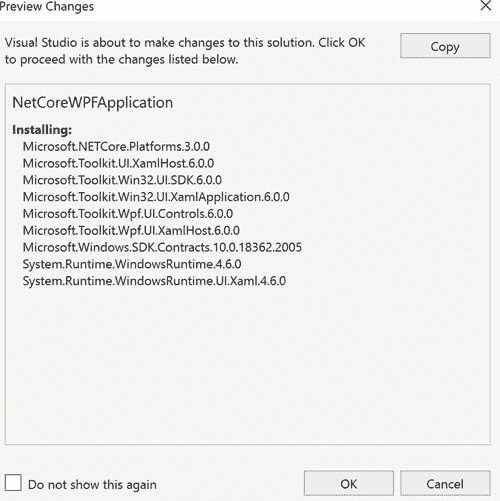 Preview Changes
Visual Studio is about to make changes to this solution. Click OK
to proceed with the changes listed below.
Copy
NetCoreWPFApplication
Installing:
Microsoft.NETCore.Platforms.3.0.0
Microsoft.Toolkit.UI.XamlHost.6.0.0
Microsoft.Toolkit.Win32.UI.SDK.6.0.0
Microsoft.Toolkit.Win32.UI.XamlApplication.6.0.0
Microsoft.Toolkit.Wpf.UI.Controls.6.0.0
Microsoft.Toolkit.Wpf.UI.XamlHost.6.0.0
Microsoft.Windows.SDK.Contracts.10.0.18362.2005
System.Runtime.WindowsRuntime.4.6.0
System.Runtime.WindowsRuntime.UI.Xaml.4.6.0
Do not show this again
OK
Cancel